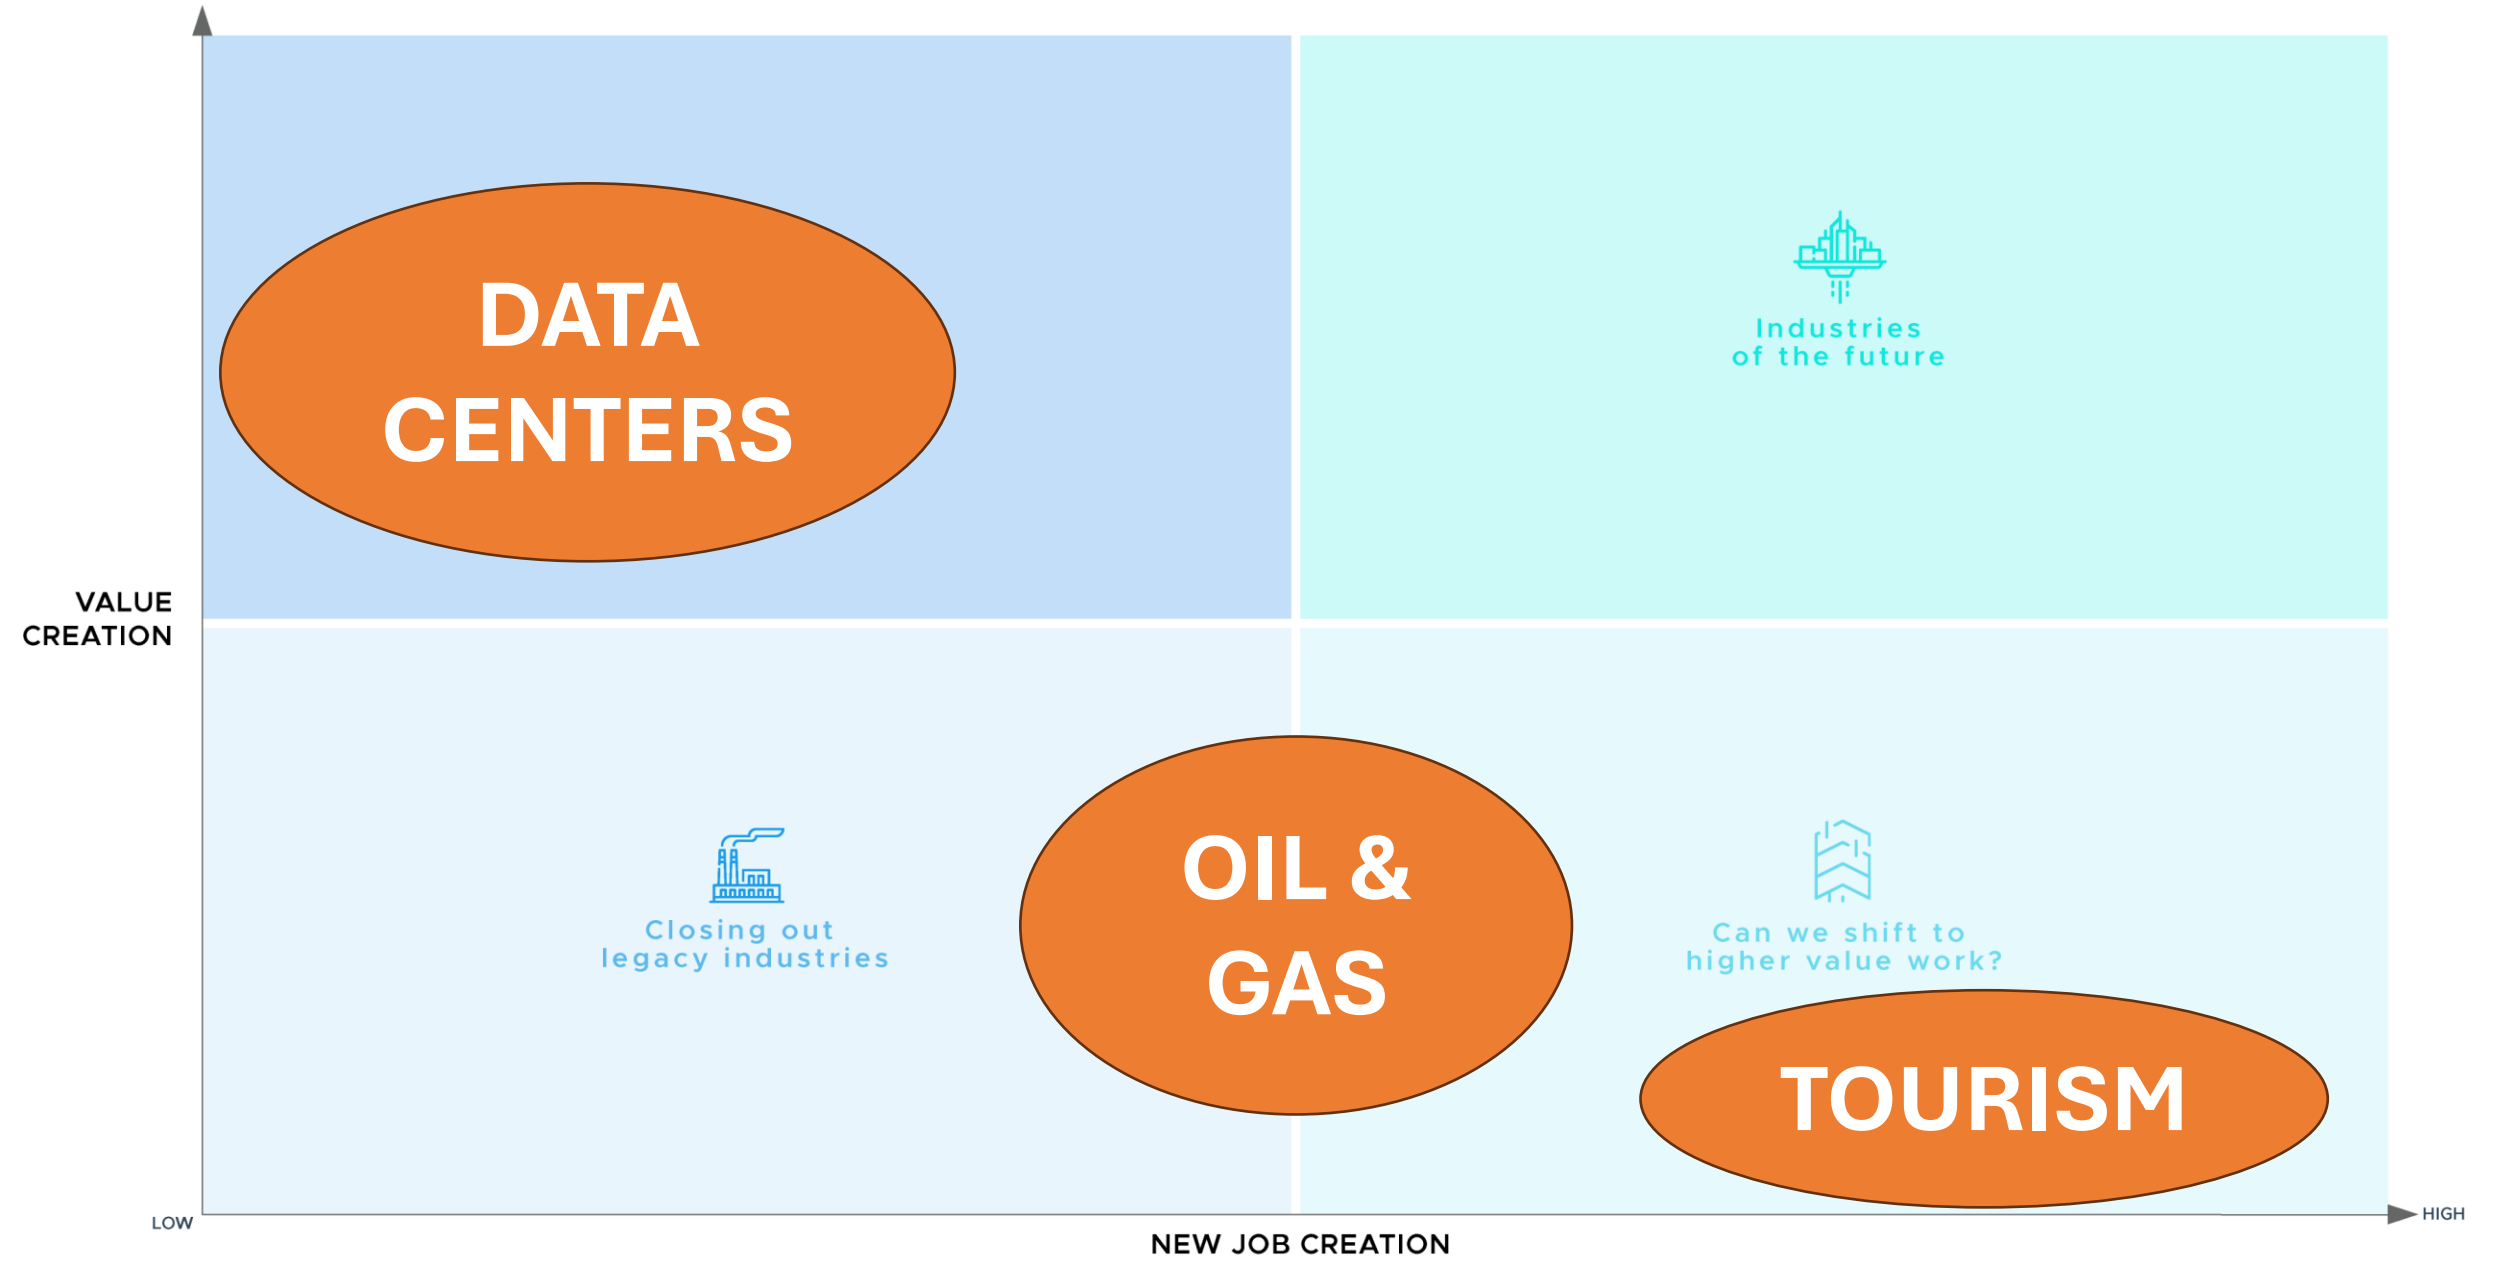 DATA
CENTERS
Industries
of the future
VALUE
CREATION
OIL &
GAS
Closing out
legacy industries
Can we shift to
higher value work?
TOURISM
LOW
HIGH
NEW JOB CREATION